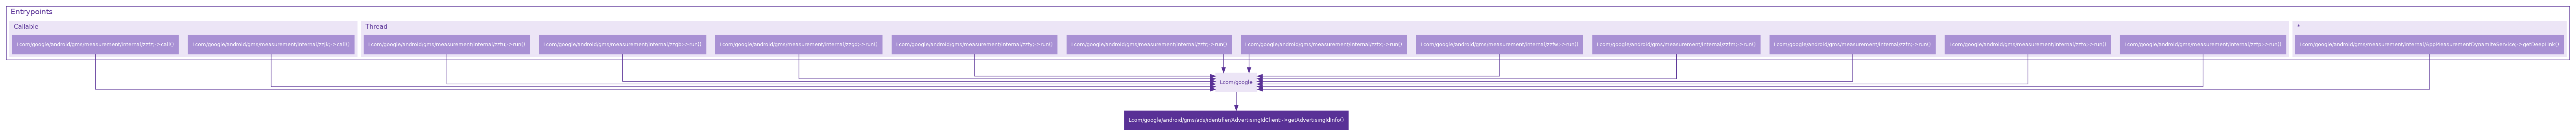 Entrypoints
Callable
Thread
*
Lcom/google/android/gms/measurement/internal/zzfz;->call()
Lcom/google/android/gms/measurement/internal/zzjk;->call()
Lcom/google/android/gms/measurement/internal/zzfu;->run()
Lcom/google/android/gms/measurement/internal/zzgb;->run()
Lcom/google/android/gms/measurement/internal/zzgd;->run()
Lcom/google/android/gms/measurement/internal/zzfy;->run()
Lcom/google/android/gms/measurement/internal/zzfr;->run()
Lcom/google/android/gms/measurement/internal/zzfx;->run()
Lcom/google/android/gms/measurement/internal/zzfw;->run()
Lcom/google/android/gms/measurement/internal/zzfm;->run()
Lcom/google/android/gms/measurement/internal/zzfn;->run()
Lcom/google/android/gms/measurement/internal/zzfs;->run()
Lcom/google/android/gms/measurement/internal/zzfp;->run()
Lcom/google/android/gms/measurement/internal/AppMeasurementDynamiteService;->getDeepLink()
Lcom/google
Lcom/google/android/gms/ads/identifier/AdvertisingIdClient;->getAdvertisingIdInfo()